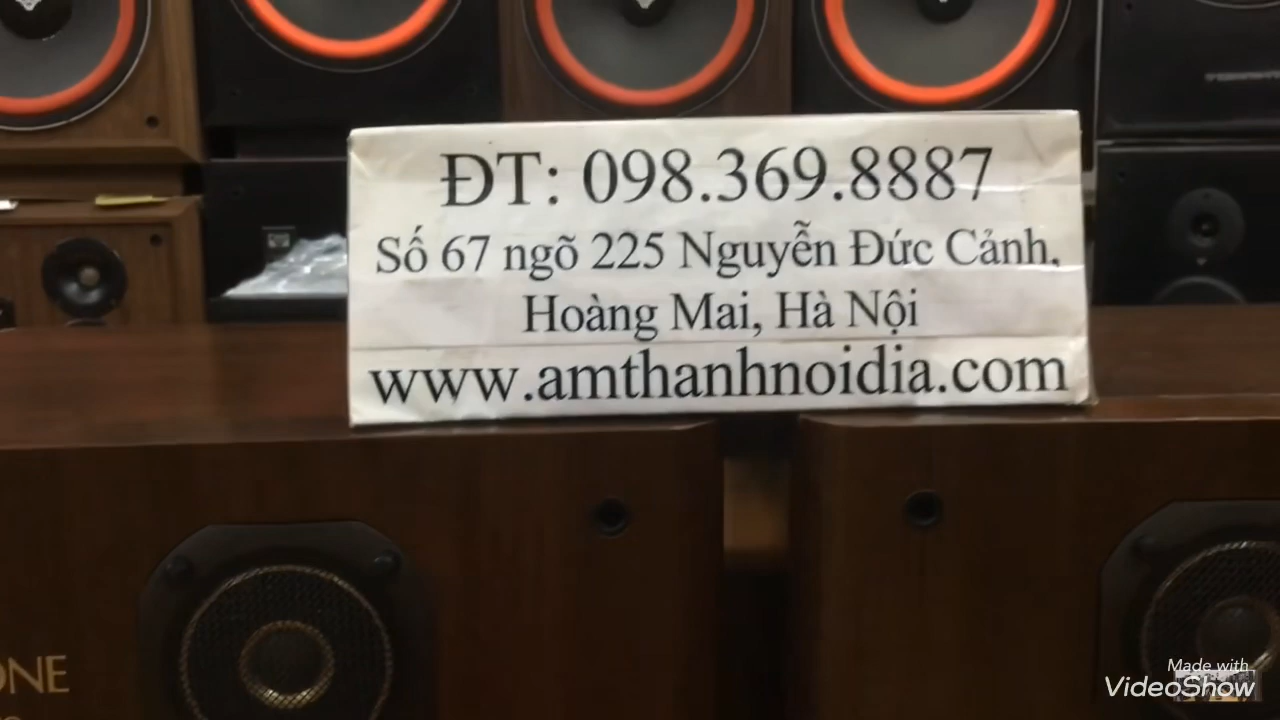 ĐT: 098.369.8887
Số 67 ngõ 225 Nguyễn Đức Cảnh,
Hoàng Mai, Hà Nội
www.amthanhnoidia.com
Made with
VideoShow